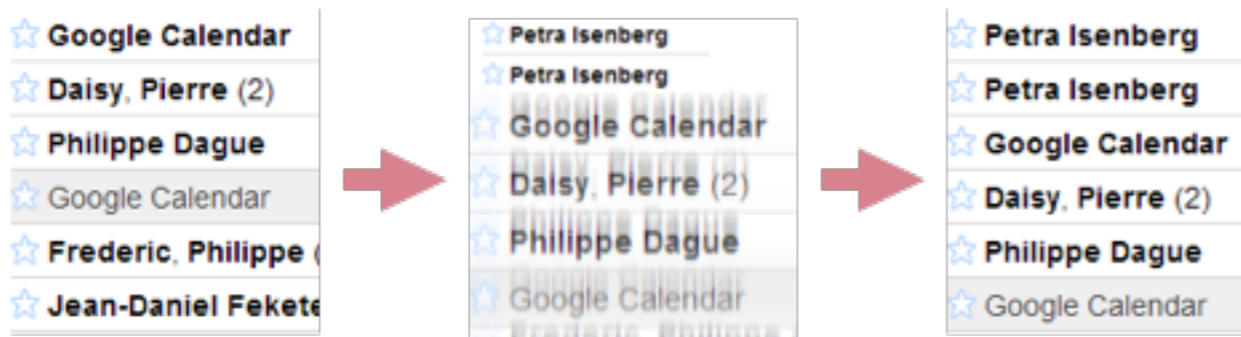 Google Calendar
Daisy, Pierre (2)
Philippe Dague
Google Calendar
Frederic, Philippe (
Jean-Daniel Fekete
Petra Isenberg
Petra Isenberg
Google Calendar
Daisy, Pierre (2)
Philippe Dague
Google Calendar
Frederic, Philippe
Petra Isenberg
Petra Isenberg
Google Calendar
Daisy, Pierre (2)
Philippe Dague
Google Calendar